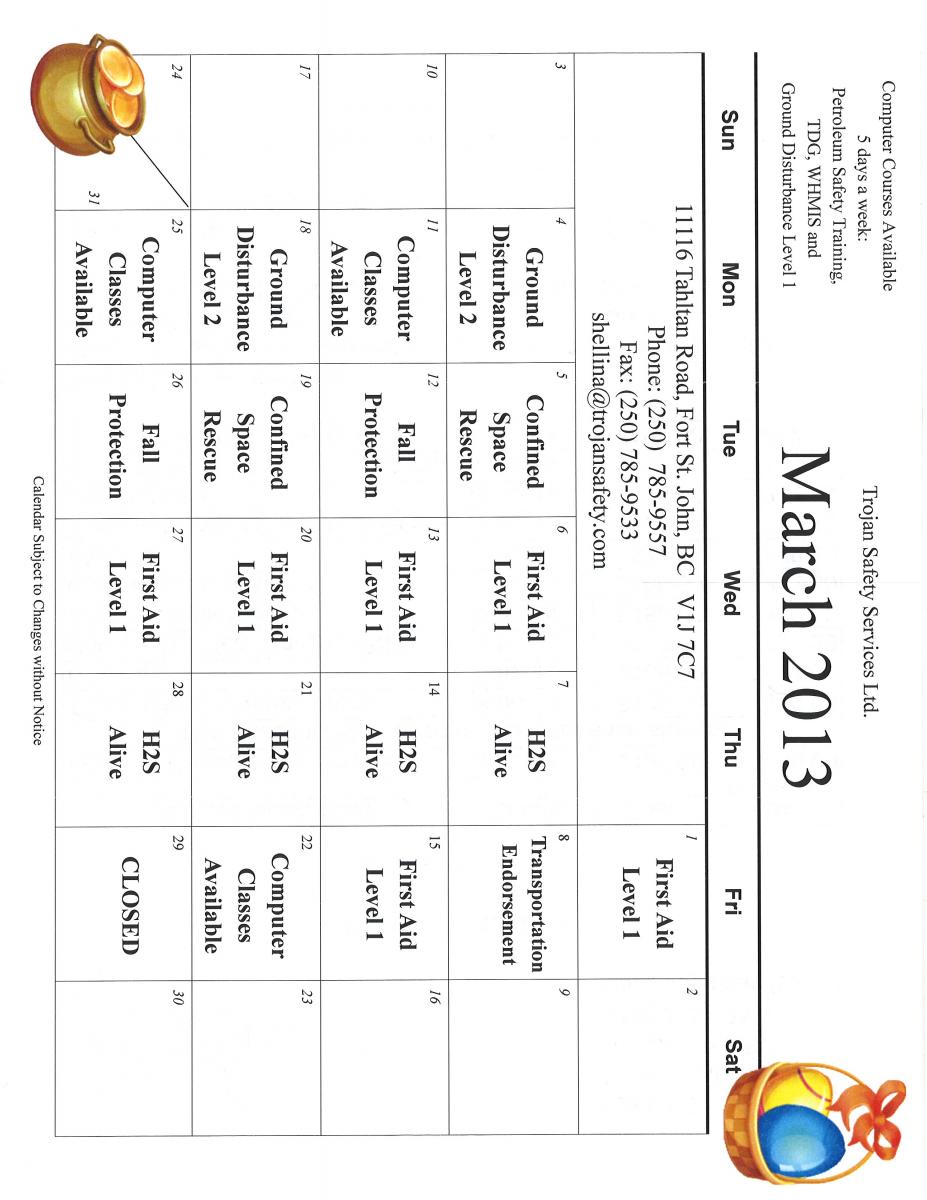 Trojan Safety Services Ltd.
Computer Courses Available
5 days a week:
Petroleum Safety Training,
TDG, WHMIS and
Ground Disturbance Level 1
March 2013
Sun Mon Tue Wed Thu Fri Sat
11116 Tahltan Road, Fort St. John, BC V1J 7C7
Phone: (250) 785-9557
Fax: (250) 785-9533
shellina@trojansafety.com
1
First Aid
Level 1
2
3
4
Ground
Disturbance
Level 2
5
Confined
Space
Rescue
6
First Aid
Level 1
7
H2S
Alive
8
Transportation
Endorsement
9
10
11
Computer
Classes
Available
12
Fall
Protection
13
First Aid
Level 1
14
H2S
Alive
15
First Aid
Level 1
16
17
18
Ground
Disturbance
Level 2
19
Confined
Space
Rescue
20
First Aid
Level 1
21
H2S
Alive
22
Computer
Classes
Available
23
24
31
25
Computer
Classes
Available
26
Fall
Protection
27
First Aid
Level 1
28
H2S
Alive
29
CLOSED
30
Calendar Subject to Changes without Notice